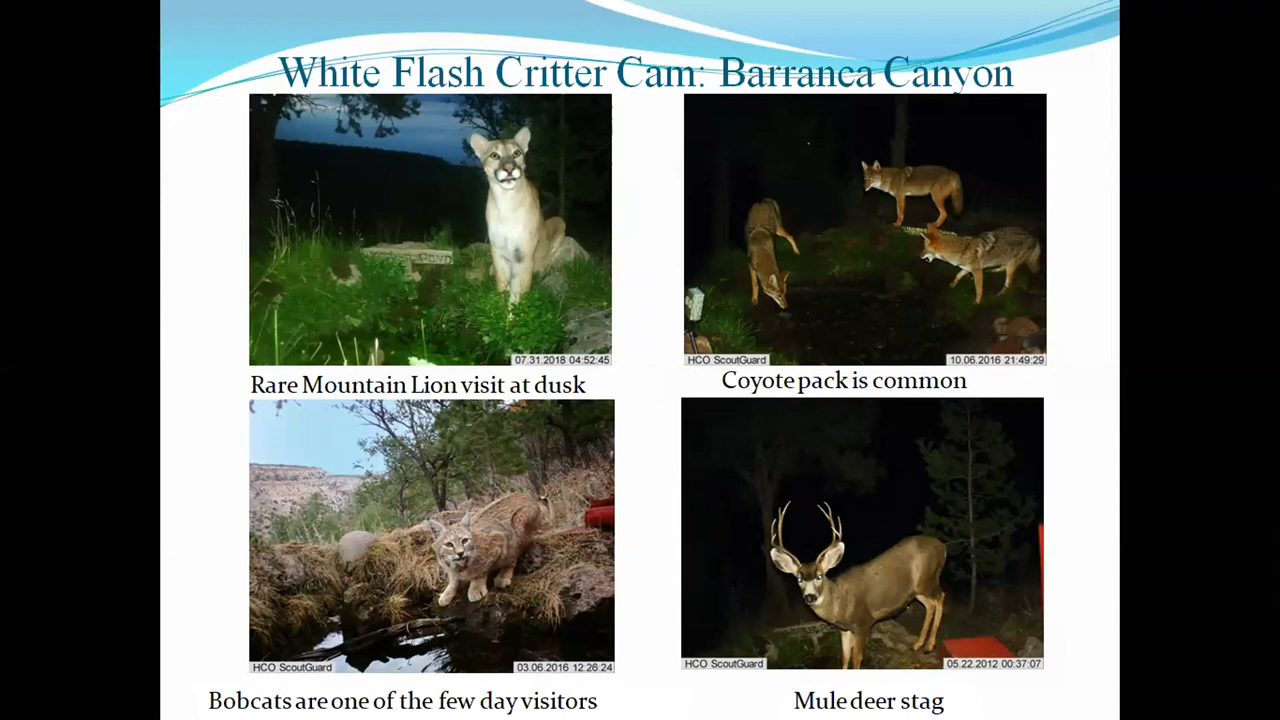 White Flash Critter Cam: Barranca Canyon
07.31.2018 04:52:45
HCO ScoutGuard
10.06.2016 21:49:29
Rare Mountain Lion visit at dusk
Coyote pack is common
HCO ScoutGuard
03.06.2016 12:26:24
HCO ScoutGuard
05.22.2012 00:37:07
Bobcats are one of the few day visitors
Mule deer stag